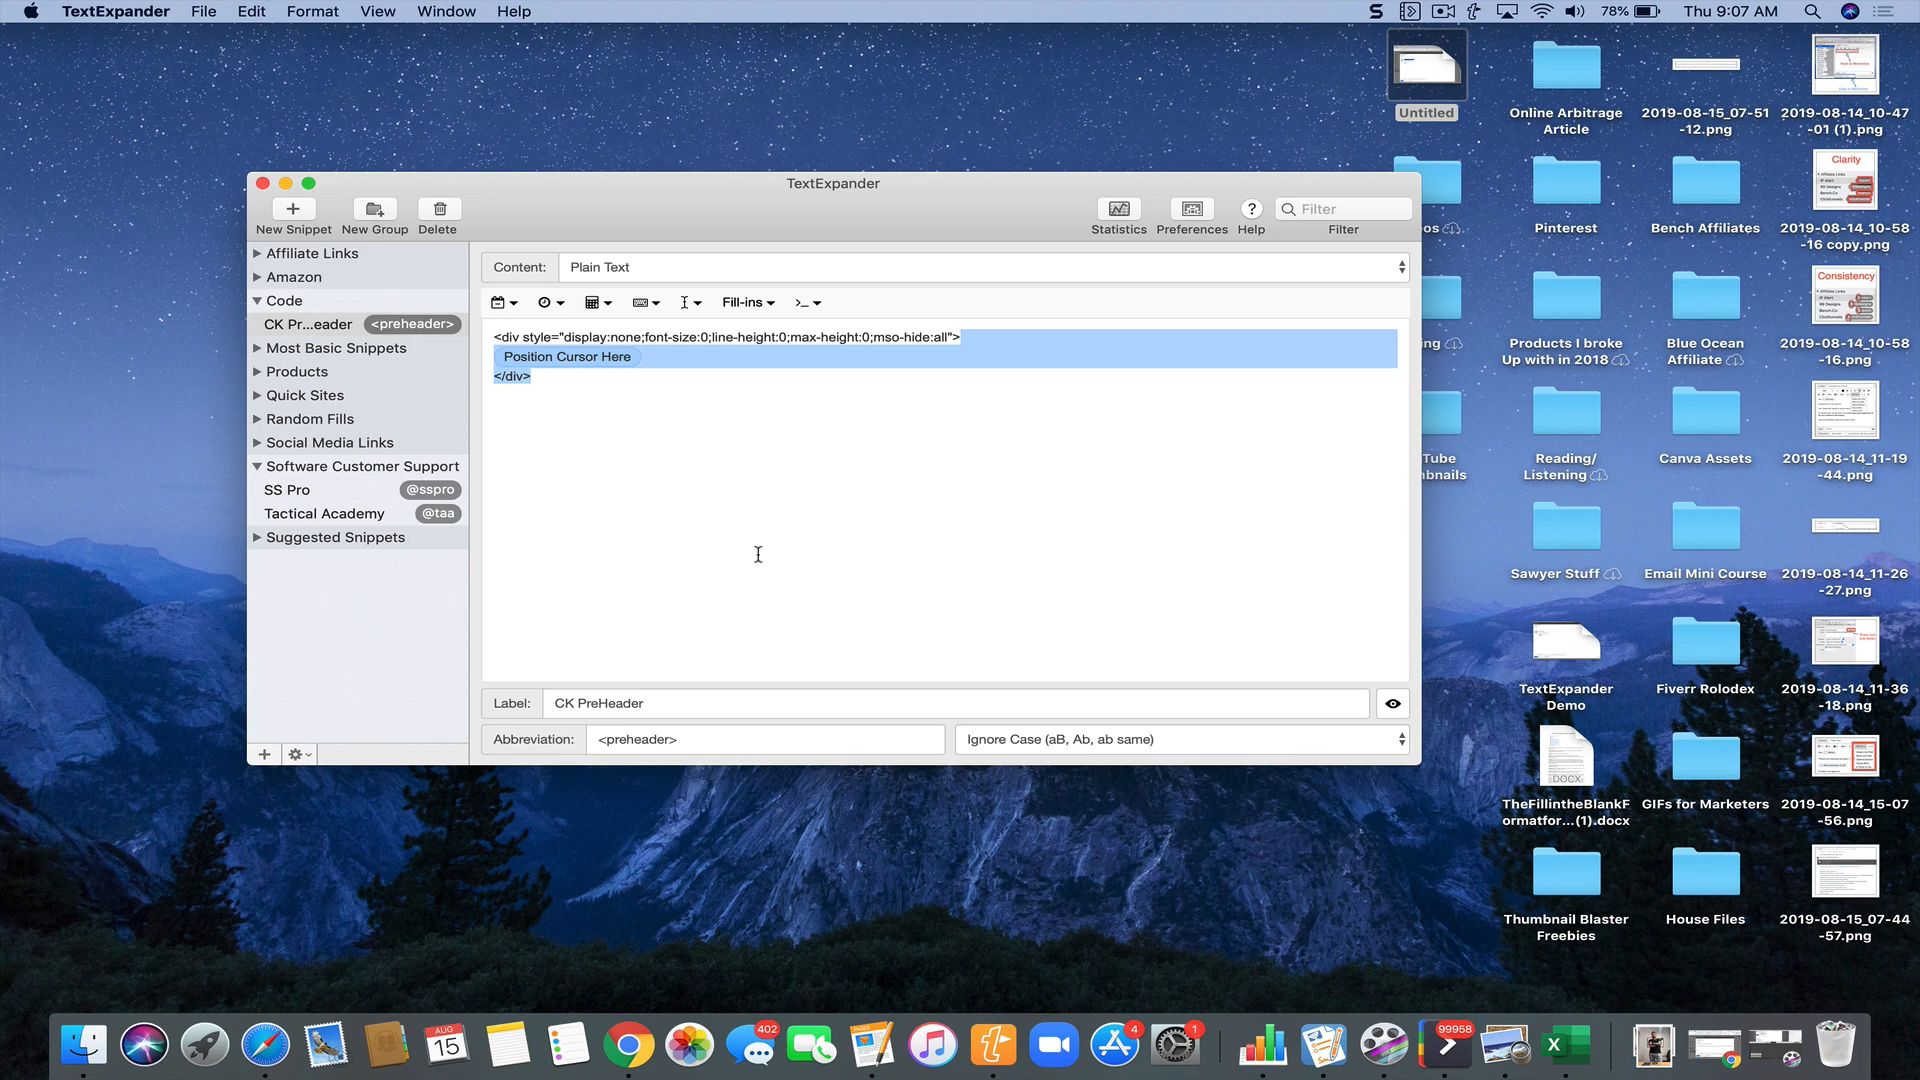 TextExpander File Edit Format View Window Help
78% Thu 9:07 AM
TextExpander
New Snippet New Group Delete
Statistics Preferences Help Filter
Filter
Affiliate Links
Amazon
Code
CK Pr...eader <preheader>
Most Basic Snippets
Products
Quick Sites
Random Fills
Social Media Links
Software Customer Support
SS Pro @sspro
Tactical Academy @taa
Suggested Snippets
Content: Plain Text
Fill-ins
<div style="display:none;font-size:0;line-height:0;max-height:0;mso-hide:all">
Position Cursor Here
</div>
Label: CK PreHeader
Abbreviation: <preheader> Ignore Case (aB, Ab, ab same)
Untitled
Online Arbitrage
Article
2019-08-15_07-51
-12.png
2019-08-14_10-47
-01 (1).png
Pinterest
Bench Affiliates
Clarity
2019-08-14_10-58
-16 copy.png
Products I broke
Up with in 2018
Blue Ocean
Affiliate
Consistency
2019-08-14_10-58
-16.png
Tube
Reading/
Listening
Canva Assets
2019-08-14_11-19
-44.png
Sawyer Stuff
Email Mini Course
2019-08-14_11-26
-27.png
TextExpander
Demo
Fiverr Rolodex
2019-08-14_11-36
-18.png
DOCX
TheFillintheBlankF
ormatfor...(1).docx
GIFs for Marketers
2019-08-14_15-07
-56.png
Thumbnail Blaster
Freebies
House Files
2019-08-15_07-44
-57.png
AUG
15
402
PAGES
4
1
99958